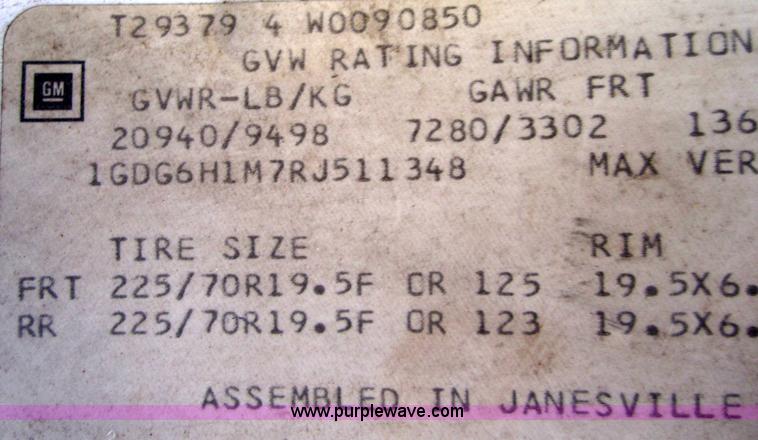 T29379 4 W0090850
GVW RATING INFORMATION
GM
GVWR-LB/KG GAWR FRT
20940/9498 7280/3302 136
1GDG6H1M7RJ511348 MAX VER
TIRE SIZE RIM
FRT 225/70R19.5F OR 125 19.5X6.
RR 225/70R19.5F OR 123 19.5X6.
ASSEMBLED IN JANESVILLE
www.purplewave.com